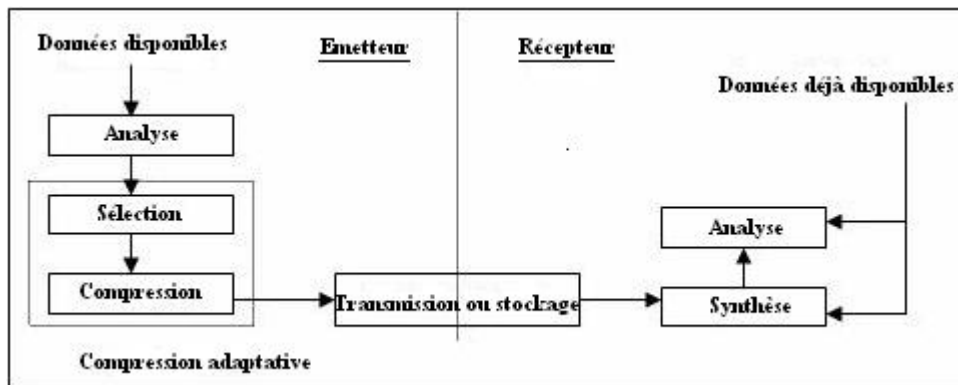 Données disponibles
Emetteur
Récepteur
Données déjà disponibles
Analyse
Sélection
Analyse
Compression
Transmission ou stockage
Synthèse
Compression adaptative